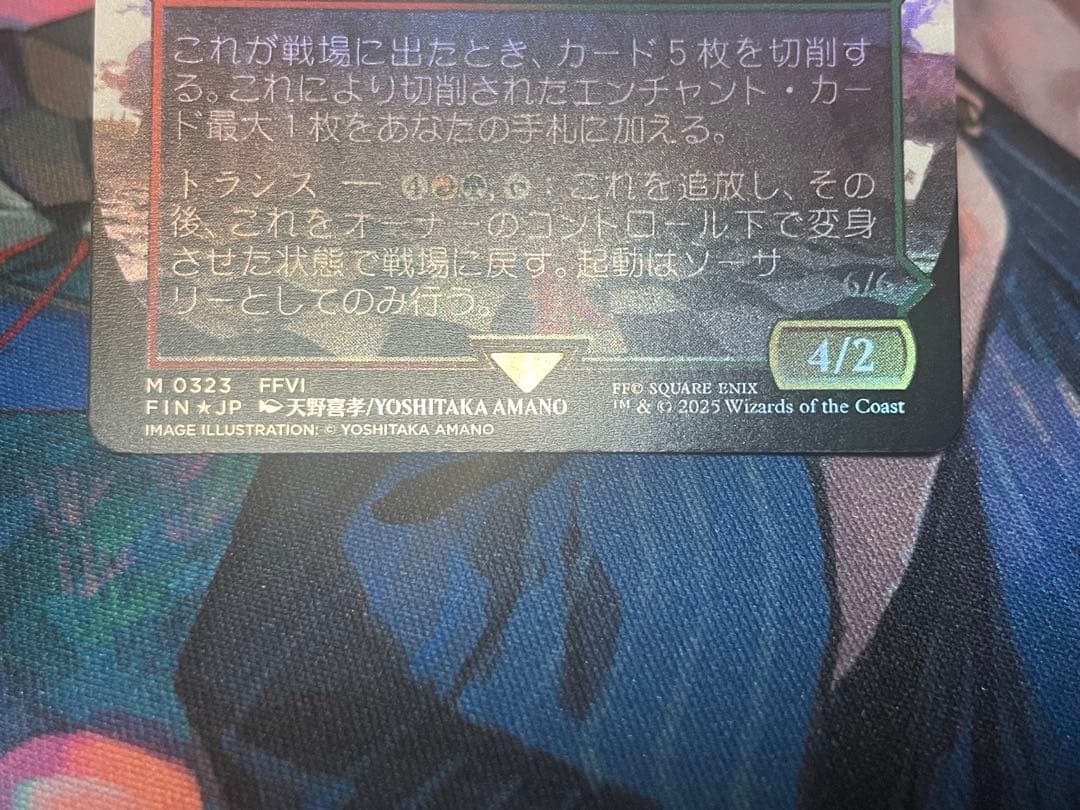 これが戦場に出たとき、カード5枚を切削す
る。これにより切削されたエンチャント・カー
ド最大1枚をあなたの手札に加える。
トランス ― 4, : これを追放し、その
後、これをオーナーのコントロール下で変身
させた状態で戦場に戻す。起動はソーサ
リーとしてのみ行う。
6/6
4/2
M 0323 FFVI
FIN★JP 天野喜孝/YOSHITAKA AMANO
IMAGE ILLUSTRATION: © YOSHITAKA AMANO
FF© SQUARE ENIX
™ & © 2025 Wizards of the Coast